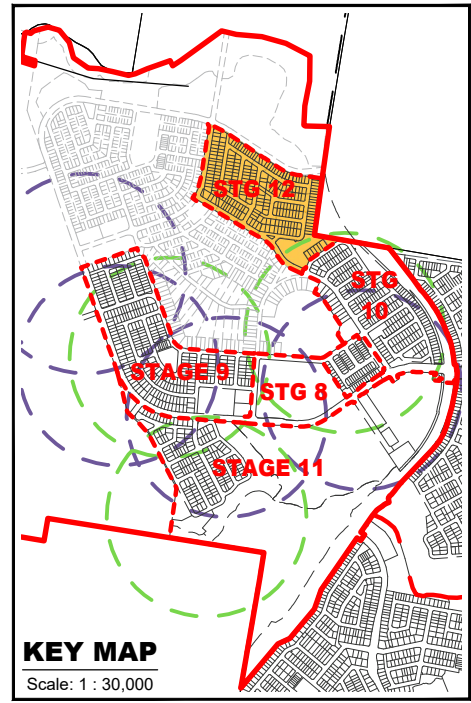 STG 12
STG
10
STAGE 9
STG 8
STAGE 11
KEY MAP
Scale: 1 : 30,000